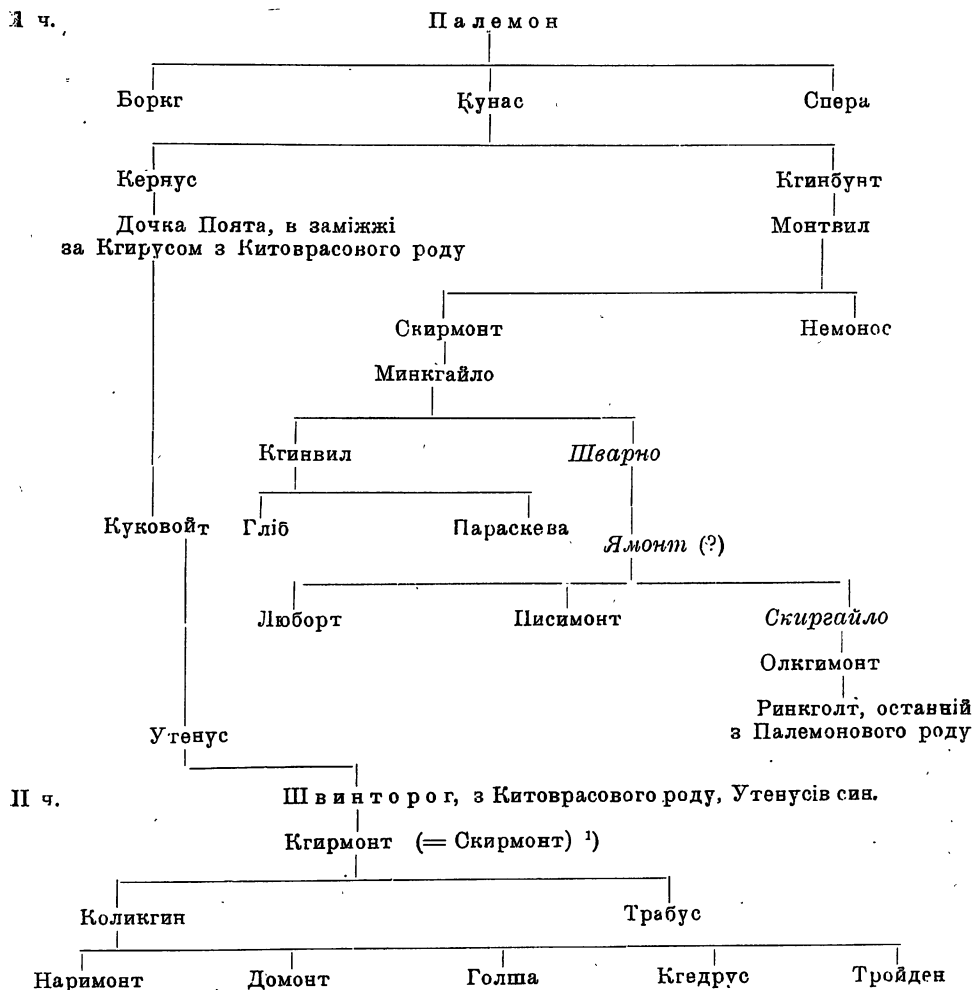 I ч.
Палемон
Боркг Кунас Спера
Кернус Кгинбунт
Дочка Поята, в заміжжі
за Кгирусом з Китоврасового роду
Монтвил
Скирмонт Немонос
Минкгайло
Кгинвил Шварно
Куковойт Гліб Параскева
Ямонт (?)
Люборт Писимонт Скиргайло
Олкгимонт
Ринкголт, останній
з Палемонового роду
Утенус
II ч.
Швинторог, з Китоврасового роду, Утенусів син.
Кгирмонт (= Скирмонт) ¹)
Коликгин Трабус
Наримонт Домонт Голша Кгедрус Тройден